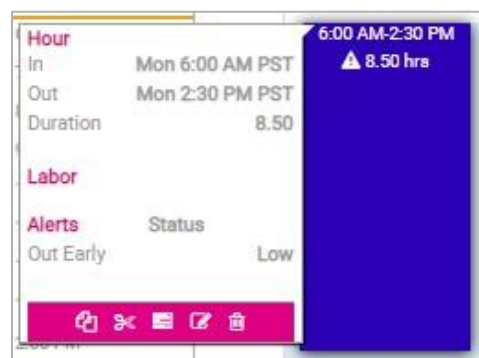 Hour
In Mon 6:00 AM PST
Out Mon 2:30 PM PST
Duration 8.50
Labor
Alerts Status
Out Early Low
6:00 AM-2:30 PM
8.50 hrs